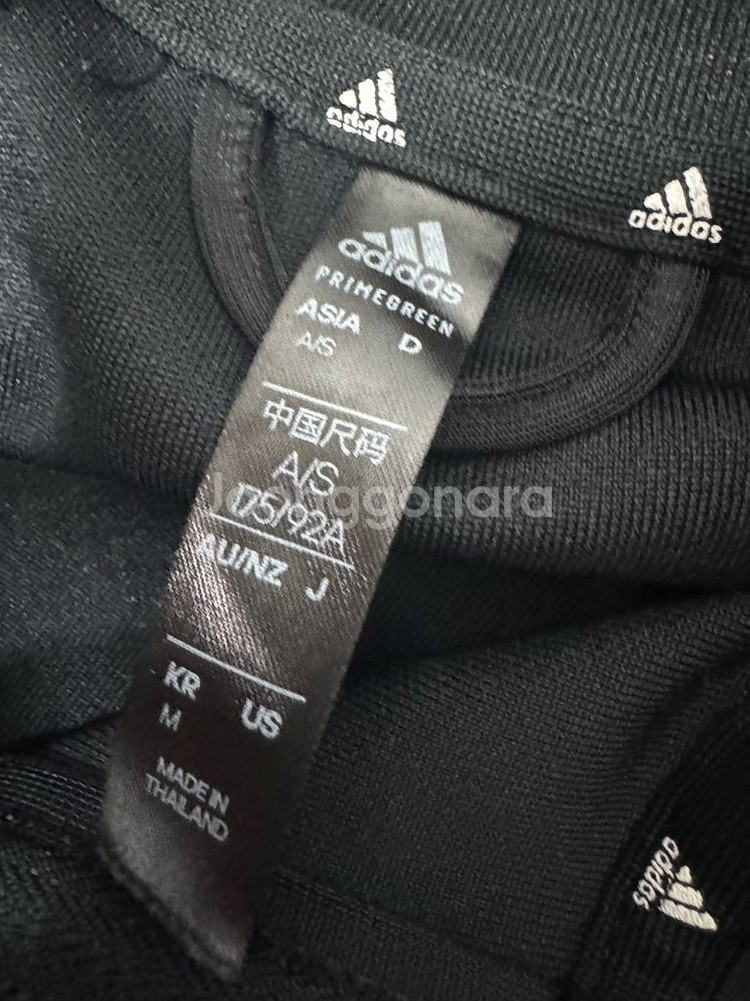 adidas
adidas
adidas
PRIMEGREEN
ASIA D
A/S
中国尺码
A/S
175/92A
Joonggonara
AU/NZ J
KR US
M
MADE IN
THAILAND
adidas